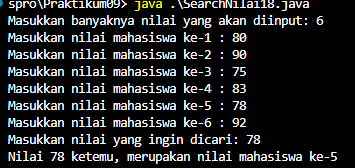 spro\Praktikum09> java .\SearchNilai18.java
Masukkan banyaknya nilai yang akan diinput: 6
Masukkan nilai mahasiswa ke-1 : 80
Masukkan nilai mahasiswa ke-2 : 90
Masukkan nilai mahasiswa ke-3 : 75
Masukkan nilai mahasiswa ke-4 : 83
Masukkan nilai mahasiswa ke-5 : 78
Masukkan nilai mahasiswa ke-6 : 92
Masukkan nilai yang ingin dicari: 78
Nilai 78 ketemu, merupakan nilai mahasiswa ke-5